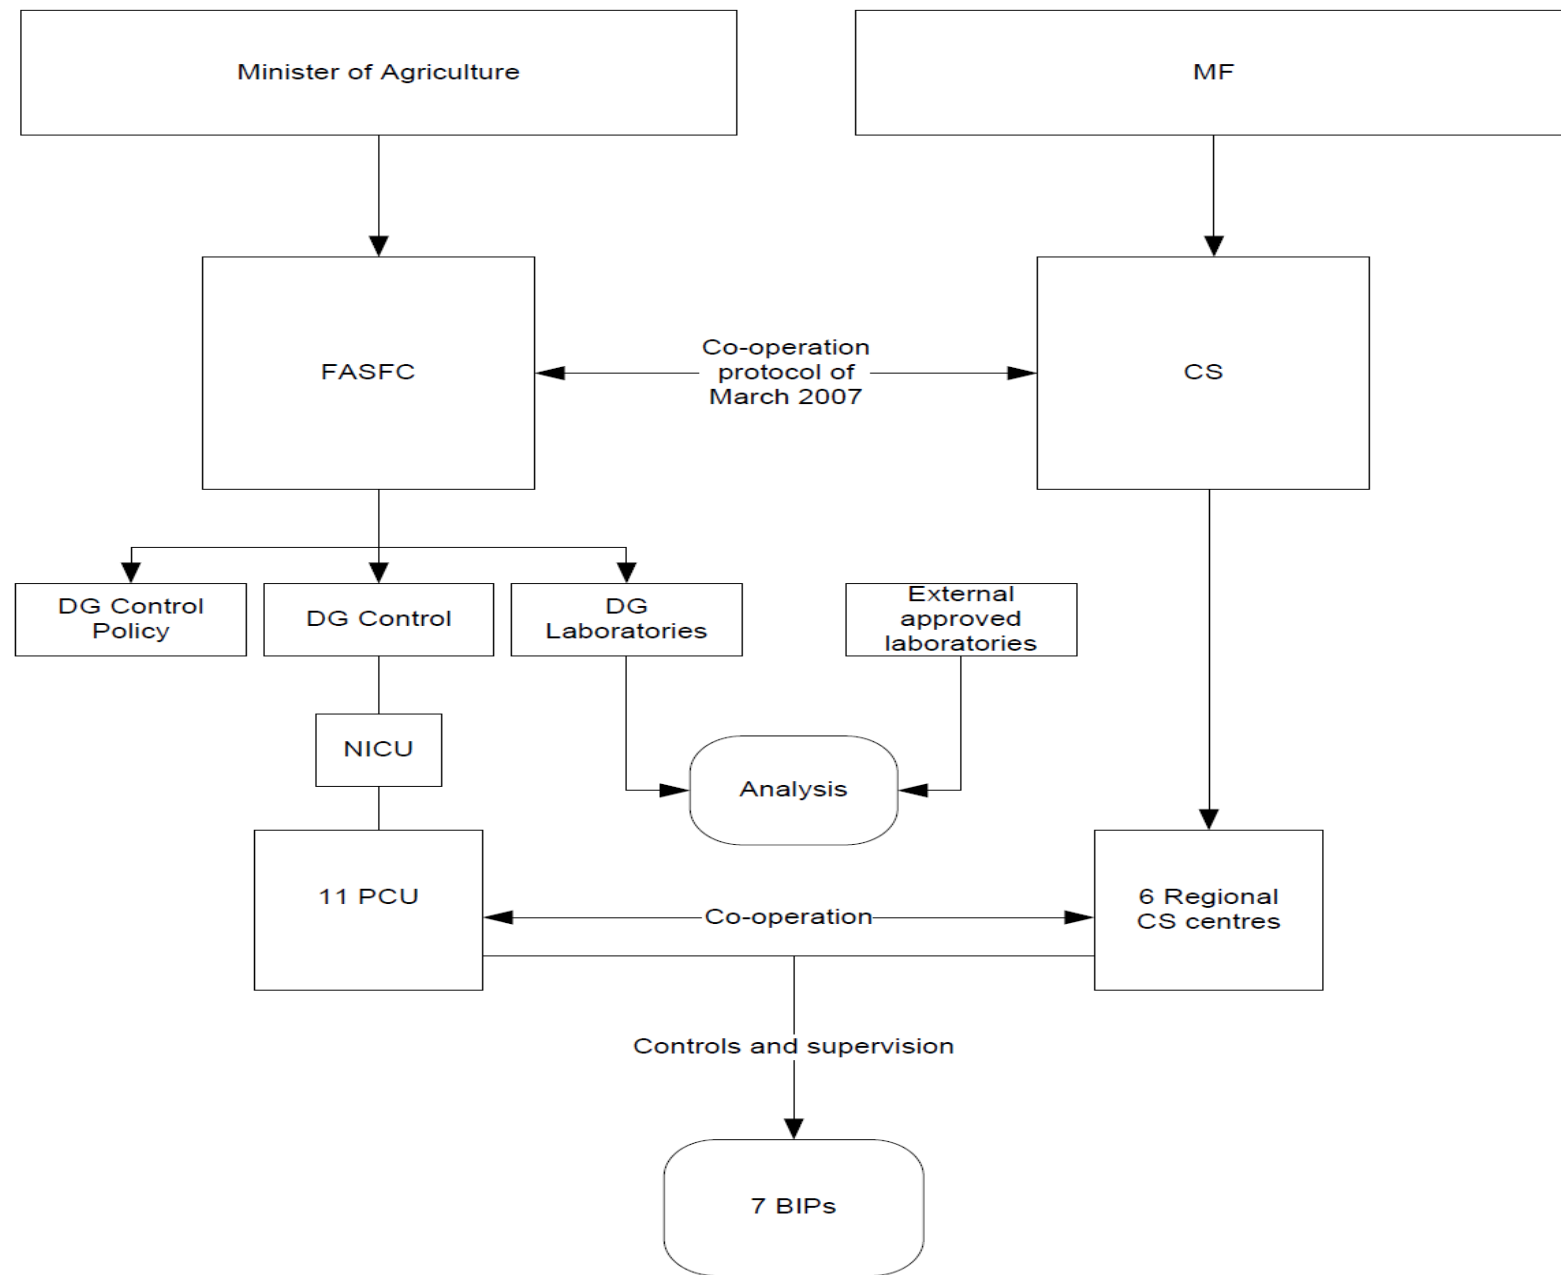 Minister of Agriculture
MF
FASFC
Co-operation
protocol of
March 2007
CS
DG Control
Policy
DG Control
DG
Laboratories
External
approved
laboratories
NICU
Analysis
11 PCU
Co-operation
6 Regional
CS centres
Controls and supervision
7 BIPs